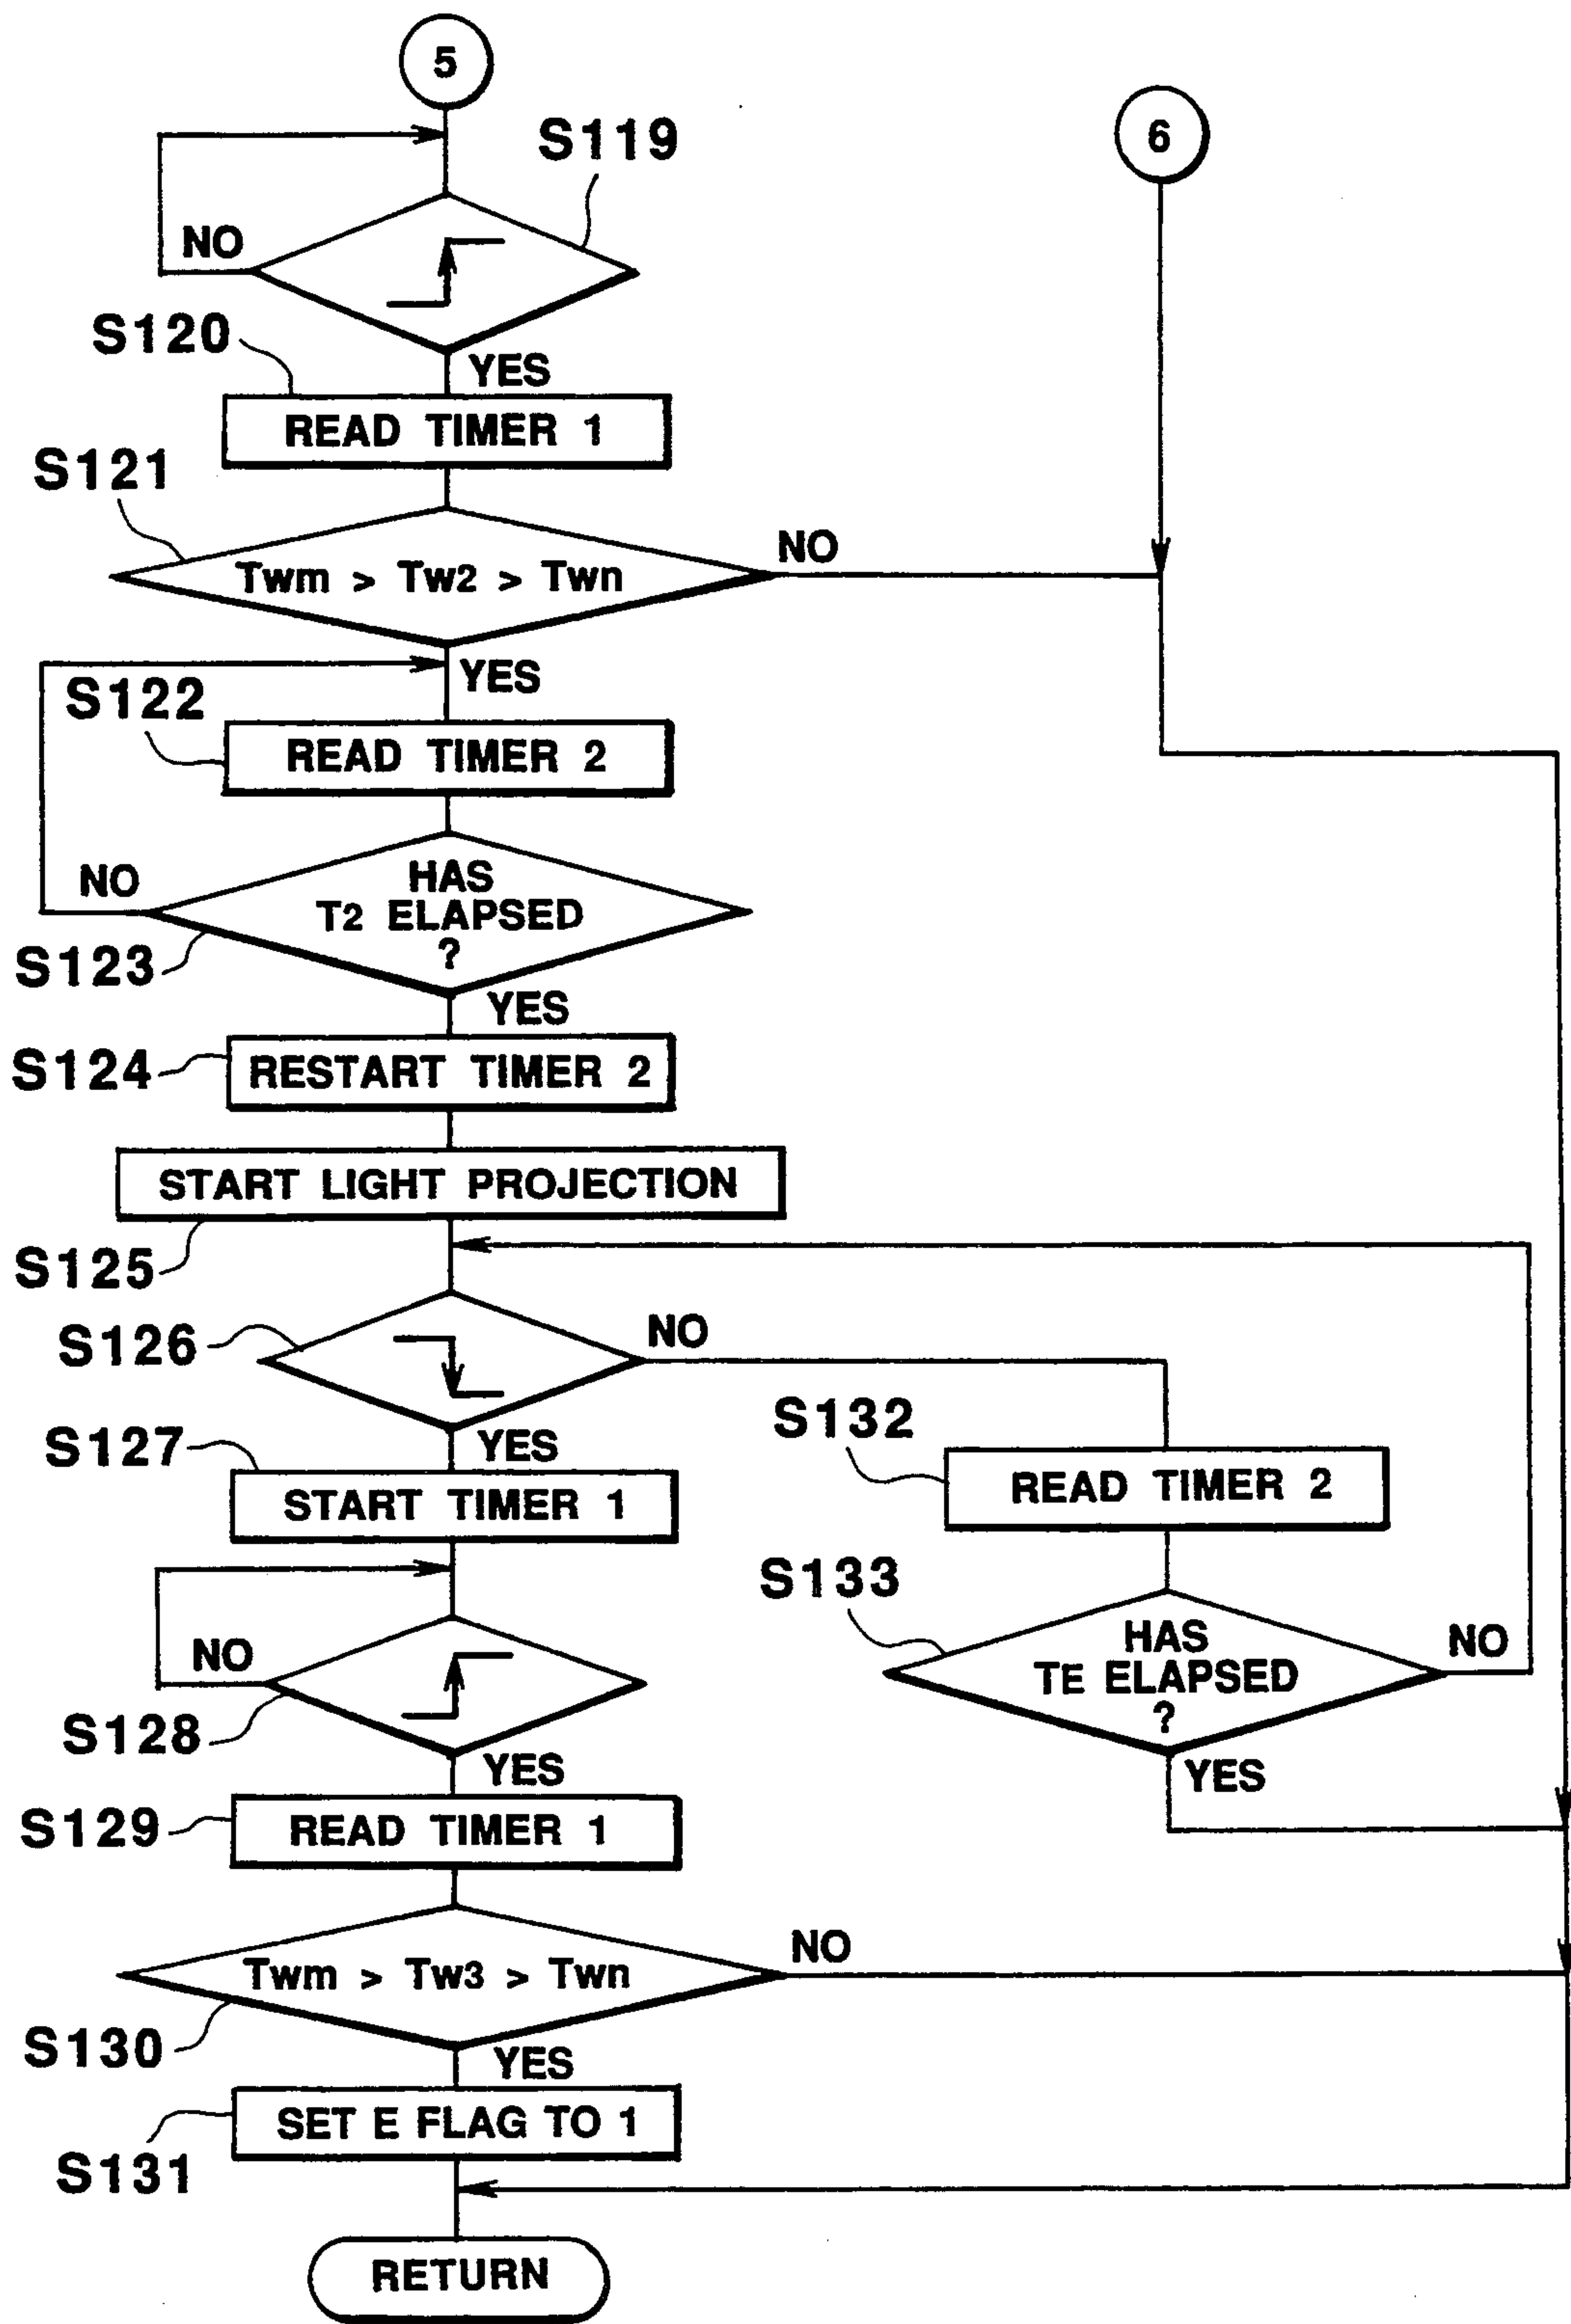 5
6
S119
NO
S120
YES
READ TIMER 1
S121
NO
Twm > Tw2 > Twn
YES
S122
READ TIMER 2
NO
HAS
T2 ELAPSED
?
S123
YES
S124
RESTART TIMER 2
START LIGHT PROJECTION
S125
S126
NO
S127
YES
START TIMER 1
S132
READ TIMER 2
S133
HAS
TE ELAPSED
?
NO
YES
NO
S128
YES
S129
READ TIMER 1
NO
Twm > Tw3 > Twn
S130
YES
SET E FLAG TO 1
S131
RETURN